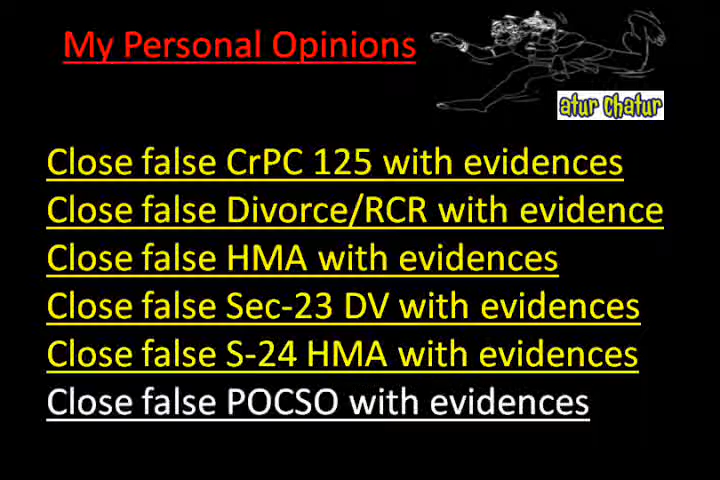 My Personal Opinions
atur chatur
Close false CrPC 125 with evidences
Close false Divorce/RCR with evidence
Close false HMA with evidences
Close false Sec-23 DV with evidences
Close false S-24 HMA with evidences
Close false POCSO with evidences